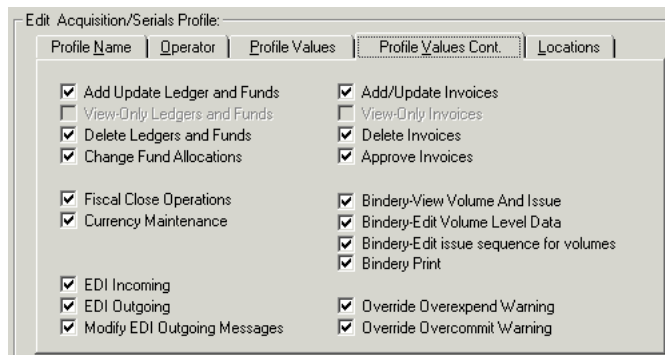 Edit Acquisition/Serials Profile:
Profile Name Operator Profile Values Profile Values Cont. Locations
Add Update Ledger and Funds
View-Only Ledgers and Funds
Delete Ledgers and Funds
Change Fund Allocations
Fiscal Close Operations
Currency Maintenance
EDI Incoming
EDI Outgoing
Modify EDI Outgoing Messages
Add/Update Invoices
View-Only Invoices
Delete Invoices
Approve Invoices
Bindery-View Volume And Issue
Bindery-Edit Volume Level Data
Bindery-Edit issue sequence for volumes
Bindery Print
Override Overexpend Warning
Override Overcommit Warning